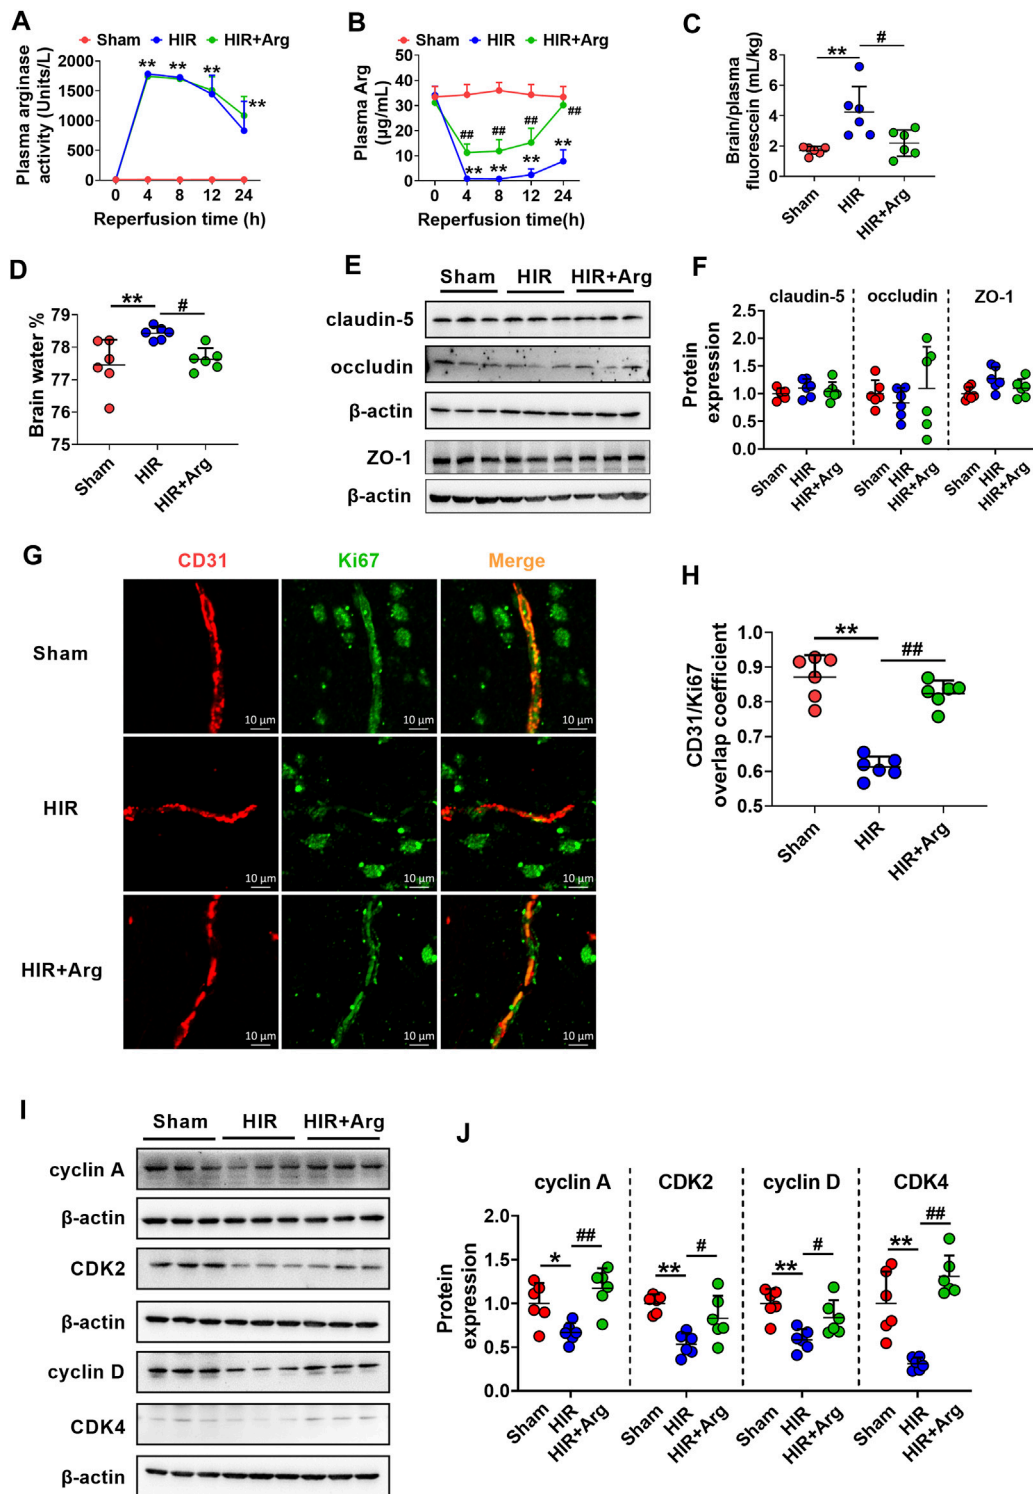 A
Sham HIR HIR+Arg
Plasma arginase
activity (Units/L)
2000
1500
1000
500
0
** ** ** **
0 4 8 12 24
Reperfusion time (h)
B
Sham HIR HIR+Arg
Plasma Arg
(μg/mL)
50
40
30
20
10
0
## ## ## ##
** ** ** **
0 4 8 12 24
Reperfusion time(h)
C
Brain/plasma
fluorescein (mL/kg)
8
6
4
2
0
** #
Sham HIR HIR+Arg
D
Brain water %
79
78
77
76
75
** #
Sham HIR HIR+Arg
E
Sham HIR HIR+Arg
claudin-5
occludin
β-actin
ZO-1
β-actin
F
claudin-5 occludin ZO-1
Protein
expression
2.5
2.0
1.5
1.0
0.5
0.0
Sham HIR HIR+Arg Sham HIR HIR+Arg Sham HIR HIR+Arg
G
CD31 Ki67 Merge
Sham
10 μm 10 μm 10 μm
HIR
10 μm 10 μm 10 μm
HIR+Arg
10 μm 10 μm 10 μm
H
CD31/Ki67
overlap coefficient
1.0
0.9
0.8
0.7
0.6
0.5
** ##
Sham HIR HIR+Arg
I
Sham HIR HIR+Arg
cyclin A
β-actin
CDK2
β-actin
cyclin D
CDK4
β-actin
J
cyclin A CDK2 cyclin D CDK4
Protein
expression
2.0
1.5
1.0
0.5
0.0
* ## ** # ** # ** ##
Sham HIR HIR+Arg Sham HIR HIR+Arg Sham HIR HIR+Arg Sham HIR HIR+Arg